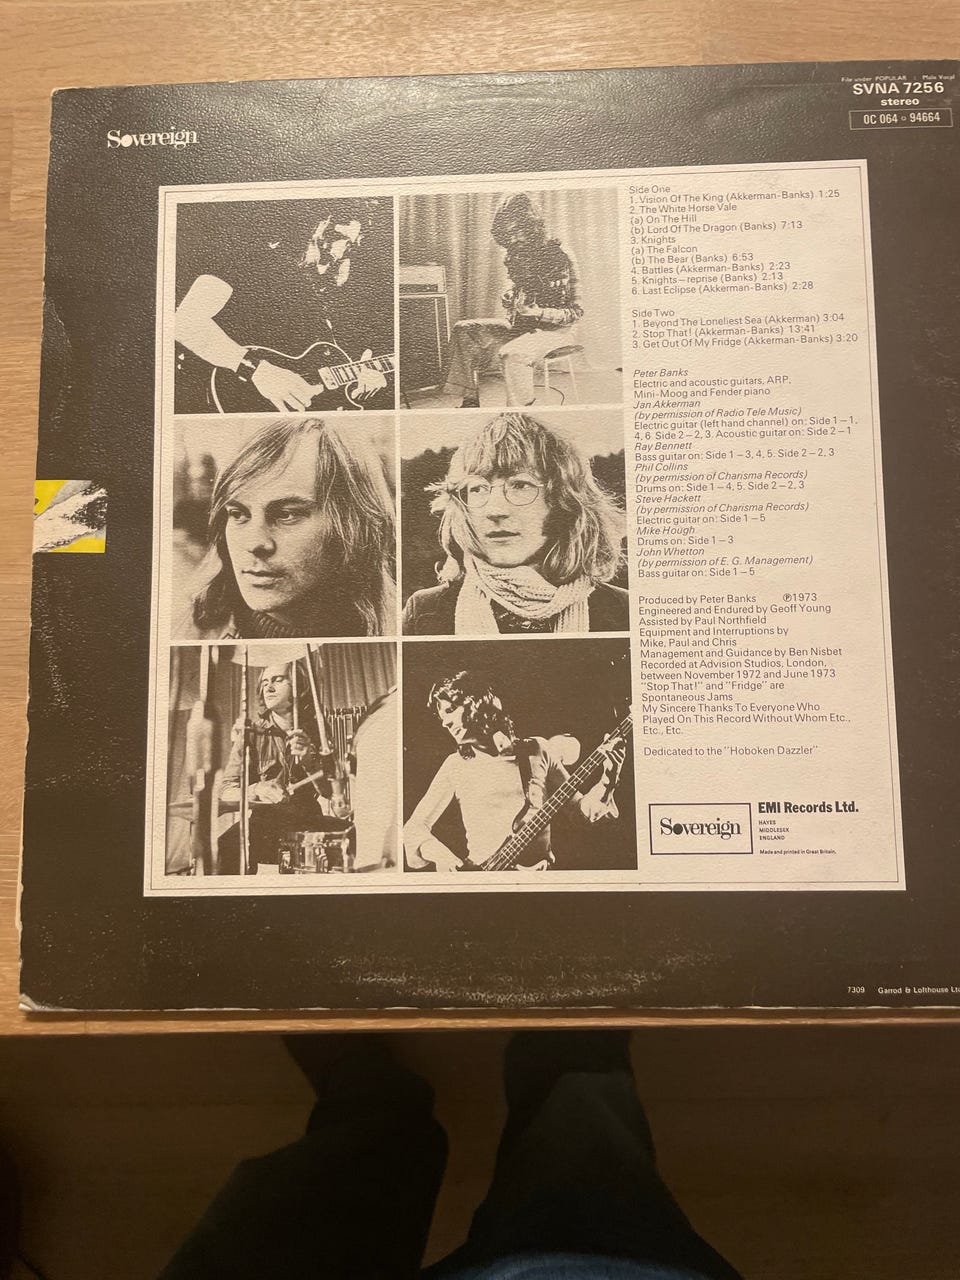 File under POPULAR : Male Vocal
SVNA 7256
stereo
OC 064 o 94664
Sovereign
Side One
1. Vision Of The King (Akkerman-Banks) 1:25
2. The White Horse Vale
(a) On The Hill
(b) Lord Of The Dragon (Banks) 7:13
3. Knights
(a) The Falcon
(b) The Bear (Banks) 6:53
4. Battles (Akkerman-Banks) 2:23
5. Knights – reprise (Banks) 2:13
6. Last Eclipse (Akkerman-Banks) 2:28
Side Two
1. Beyond The Loneliest Sea (Akkerman) 3:04
2. Stop That! (Akkerman-Banks) 13:41
3. Get Out Of My Fridge (Akkerman-Banks) 3:20
Peter Banks
Electric and acoustic guitars, ARP,
Mini-Moog and Fender piano
Jan Akkerman
(by permission of Radio Tele Music)
Electric guitar (left hand channel) on: Side 1 – 1,
4, 6. Side 2 – 2, 3. Acoustic guitar on: Side 2 – 1
Ray Bennett
Bass guitar on: Side 1 – 3, 4, 5. Side 2 – 2, 3
Phil Collins
(by permission of Charisma Records)
Drums on: Side 1 – 4, 5. Side 2 – 2, 3
Steve Hackett
(by permission of Charisma Records)
Electric guitar on: Side 1 – 5
Mike Hough
Drums on: Side 1 – 3
John Whetton
(by permission of E. G. Management)
Bass guitar on: Side 1 – 5
Produced by Peter Banks ℗1973
Engineered and Endured by Geoff Young
Assisted by Paul Northfield
Equipment and Interruptions by
Mike, Paul and Chris
Management and Guidance by Ben Nisbet
Recorded at Advision Studios, London,
between November 1972 and June 1973
"Stop That!" and "Fridge" are
Spontaneous Jams
My Sincere Thanks To Everyone Who
Played On This Record Without Whom Etc.,
Etc., Etc.
Dedicated to the "Hoboken Dazzler"
Sovereign
EMI Records Ltd.
HAYES
MIDDLESEX
ENGLAND
Made and printed in Great Britain.
7309 Garrod & Lofthouse Ltd